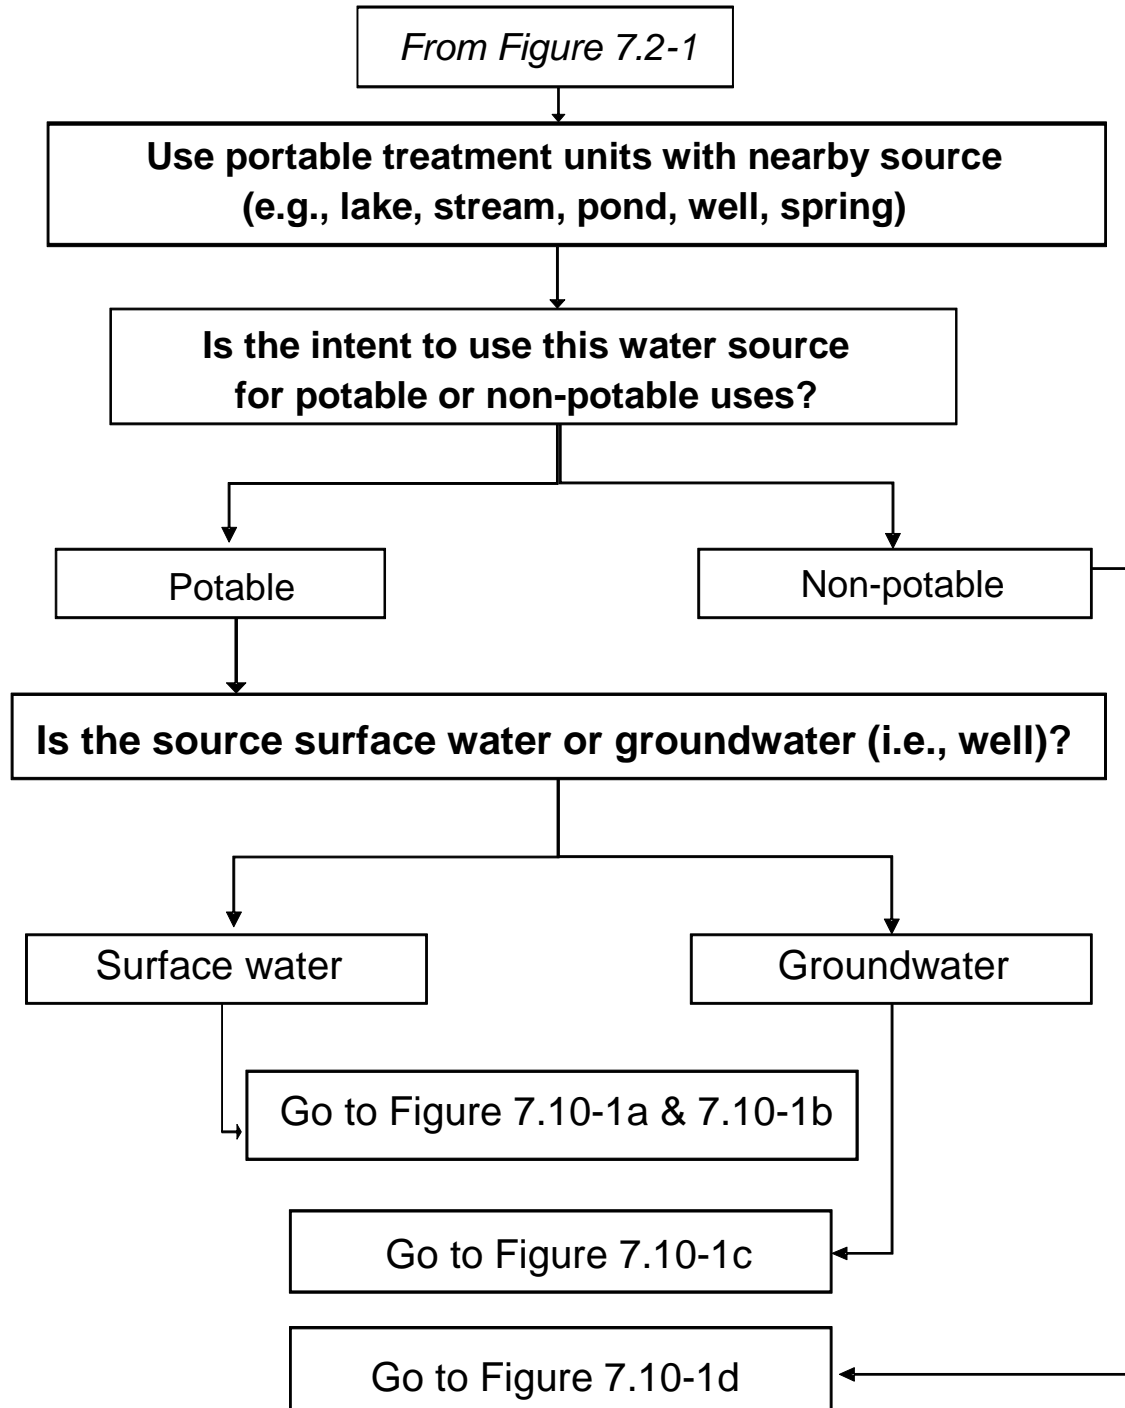 From Figure 7.2-1
Use portable treatment units with nearby source
(e.g., lake, stream, pond, well, spring)
Is the intent to use this water source
for potable or non-potable uses?
Potable
Non-potable
Is the source surface water or groundwater (i.e., well)?
Surface water
Groundwater
Go to Figure 7.10-1a & 7.10-1b
Go to Figure 7.10-1c
Go to Figure 7.10-1d